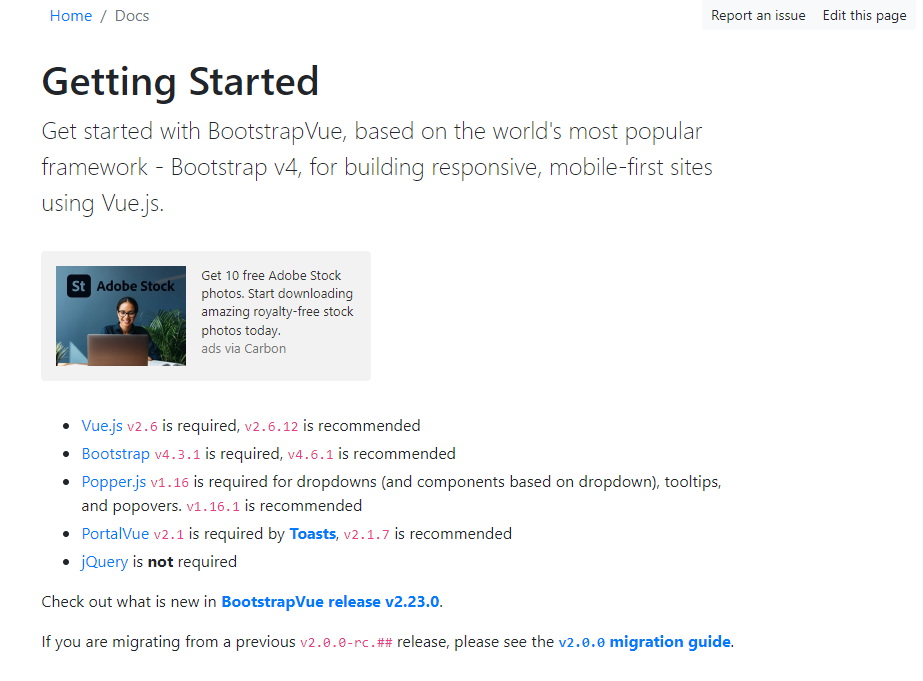 Home / Docs
Report an issue Edit this page
Getting Started
Get started with BootstrapVue, based on the world's most popular
framework - Bootstrap v4, for building responsive, mobile-first sites
using Vue.js.
St Adobe Stock
Get 10 free Adobe Stock
photos. Start downloading
amazing royalty-free stock
photos today.
ads via Carbon
• Vue.js v2.6 is required, v2.6.12 is recommended
• Bootstrap v4.3.1 is required, v4.6.1 is recommended
• Popper.js v1.16 is required for dropdowns (and components based on dropdown), tooltips,
and popovers. v1.16.1 is recommended
• PortalVue v2.1 is required by Toasts, v2.1.7 is recommended
• jQuery is not required
Check out what is new in BootstrapVue release v2.23.0.
If you are migrating from a previous v2.0.0-rc.## release, please see the v2.0.0 migration guide.